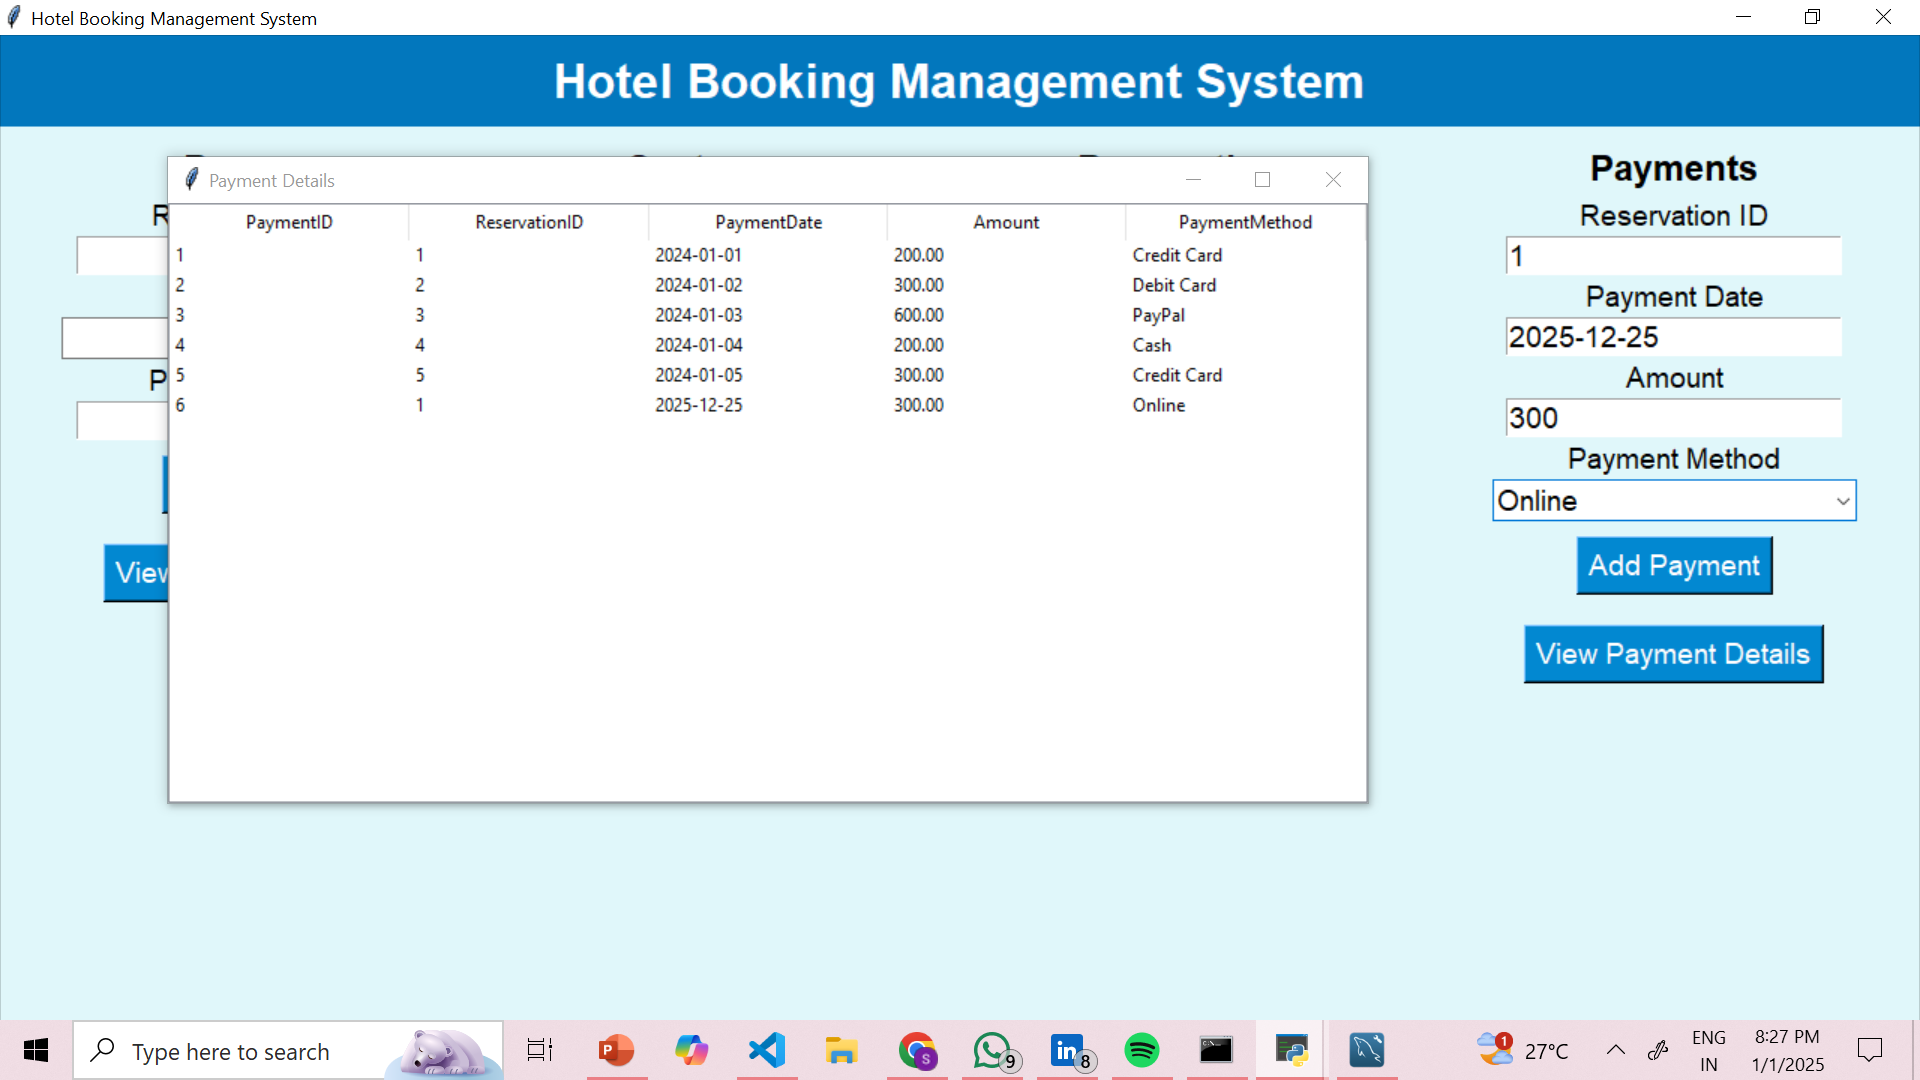 Hotel Booking Management System
Hotel Booking Management System
Payment Details
PaymentID ReservationID PaymentDate Amount PaymentMethod
1 1 2024-01-01 200.00 Credit Card
2 2 2024-01-02 300.00 Debit Card
3 3 2024-01-03 600.00 PayPal
4 4 2024-01-04 200.00 Cash
5 5 2024-01-05 300.00 Credit Card
6 1 2025-12-25 300.00 Online
View
Payments
Reservation ID
1
Payment Date
2025-12-25
Amount
300
Payment Method
Online
Add Payment
View Payment Details
Type here to search
P
S
9
in
8
1
27°C
ENG
IN
8:27 PM
1/1/2025